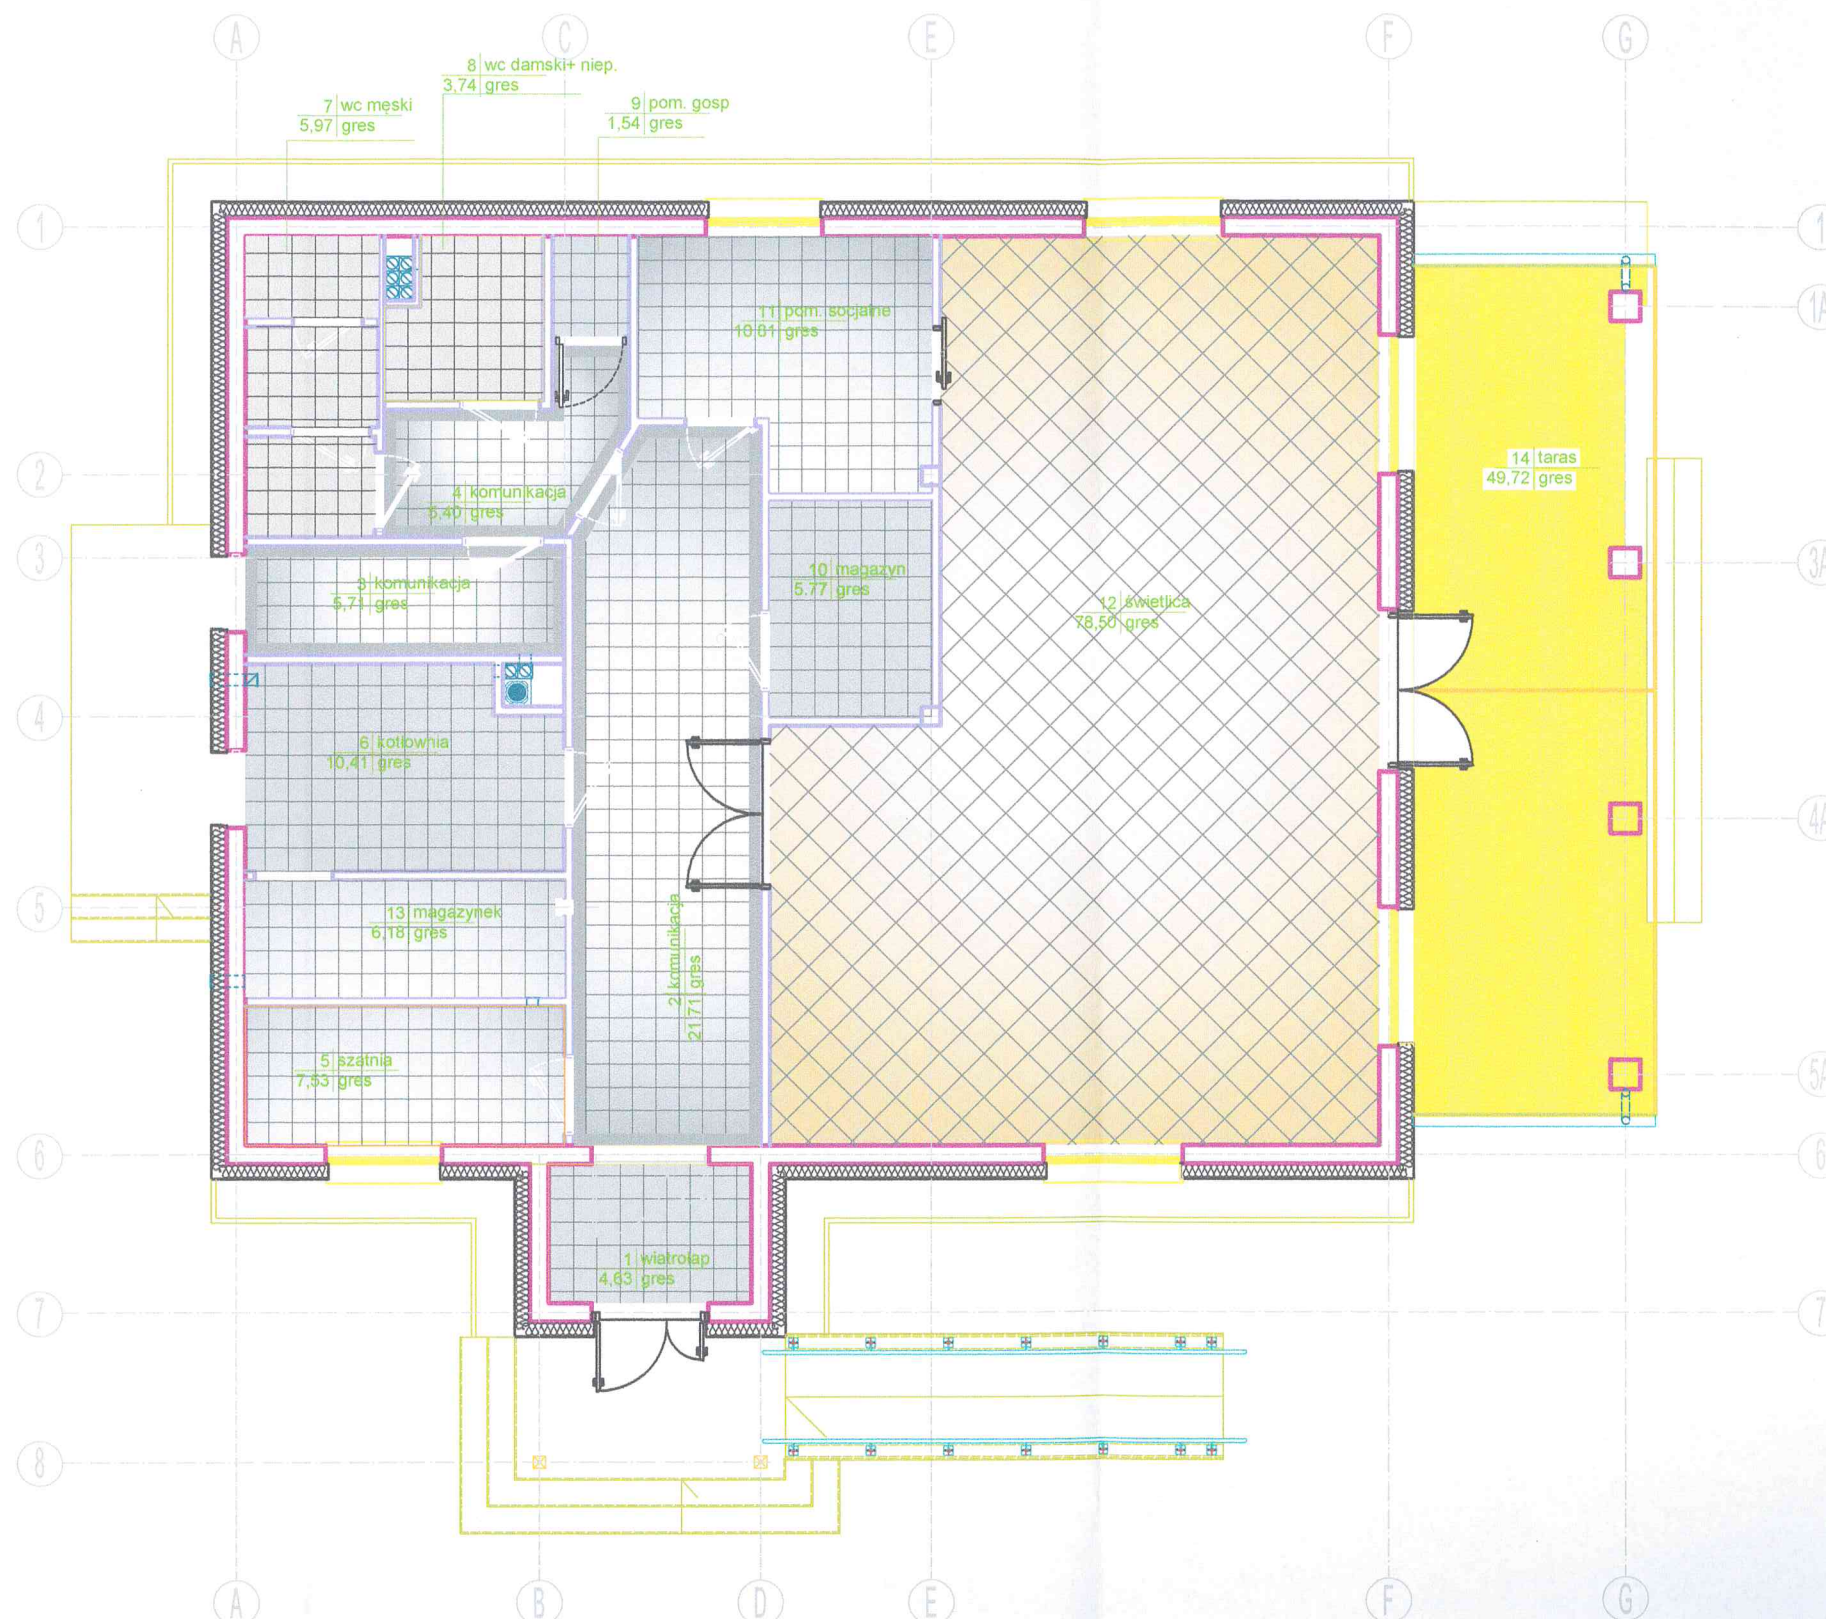 A C E F G
8 wc damski+ niep.
3,74 gres
7 wc męski
5,97 gres
9 pom. gosp
1,54 gres
1 1
1A
11 pom. socjalne
10.81 gres
14 taras
49,72 gres
2
4 komunikacja
5,40 gres
3 3A
3 komunikacja
5,71 gres
10 magazyn
5.77 gres
12 świetlica
78,50 gres
4 4A
6 kotłownia
10,41 gres
5
13 magazynek
6,18 gres
2 komunikacja
21,71 gres
5 szatnia
7,53 gres
5A
6 6
1 wiatrołap
4,63 gres
7 7
8
A B D E F G